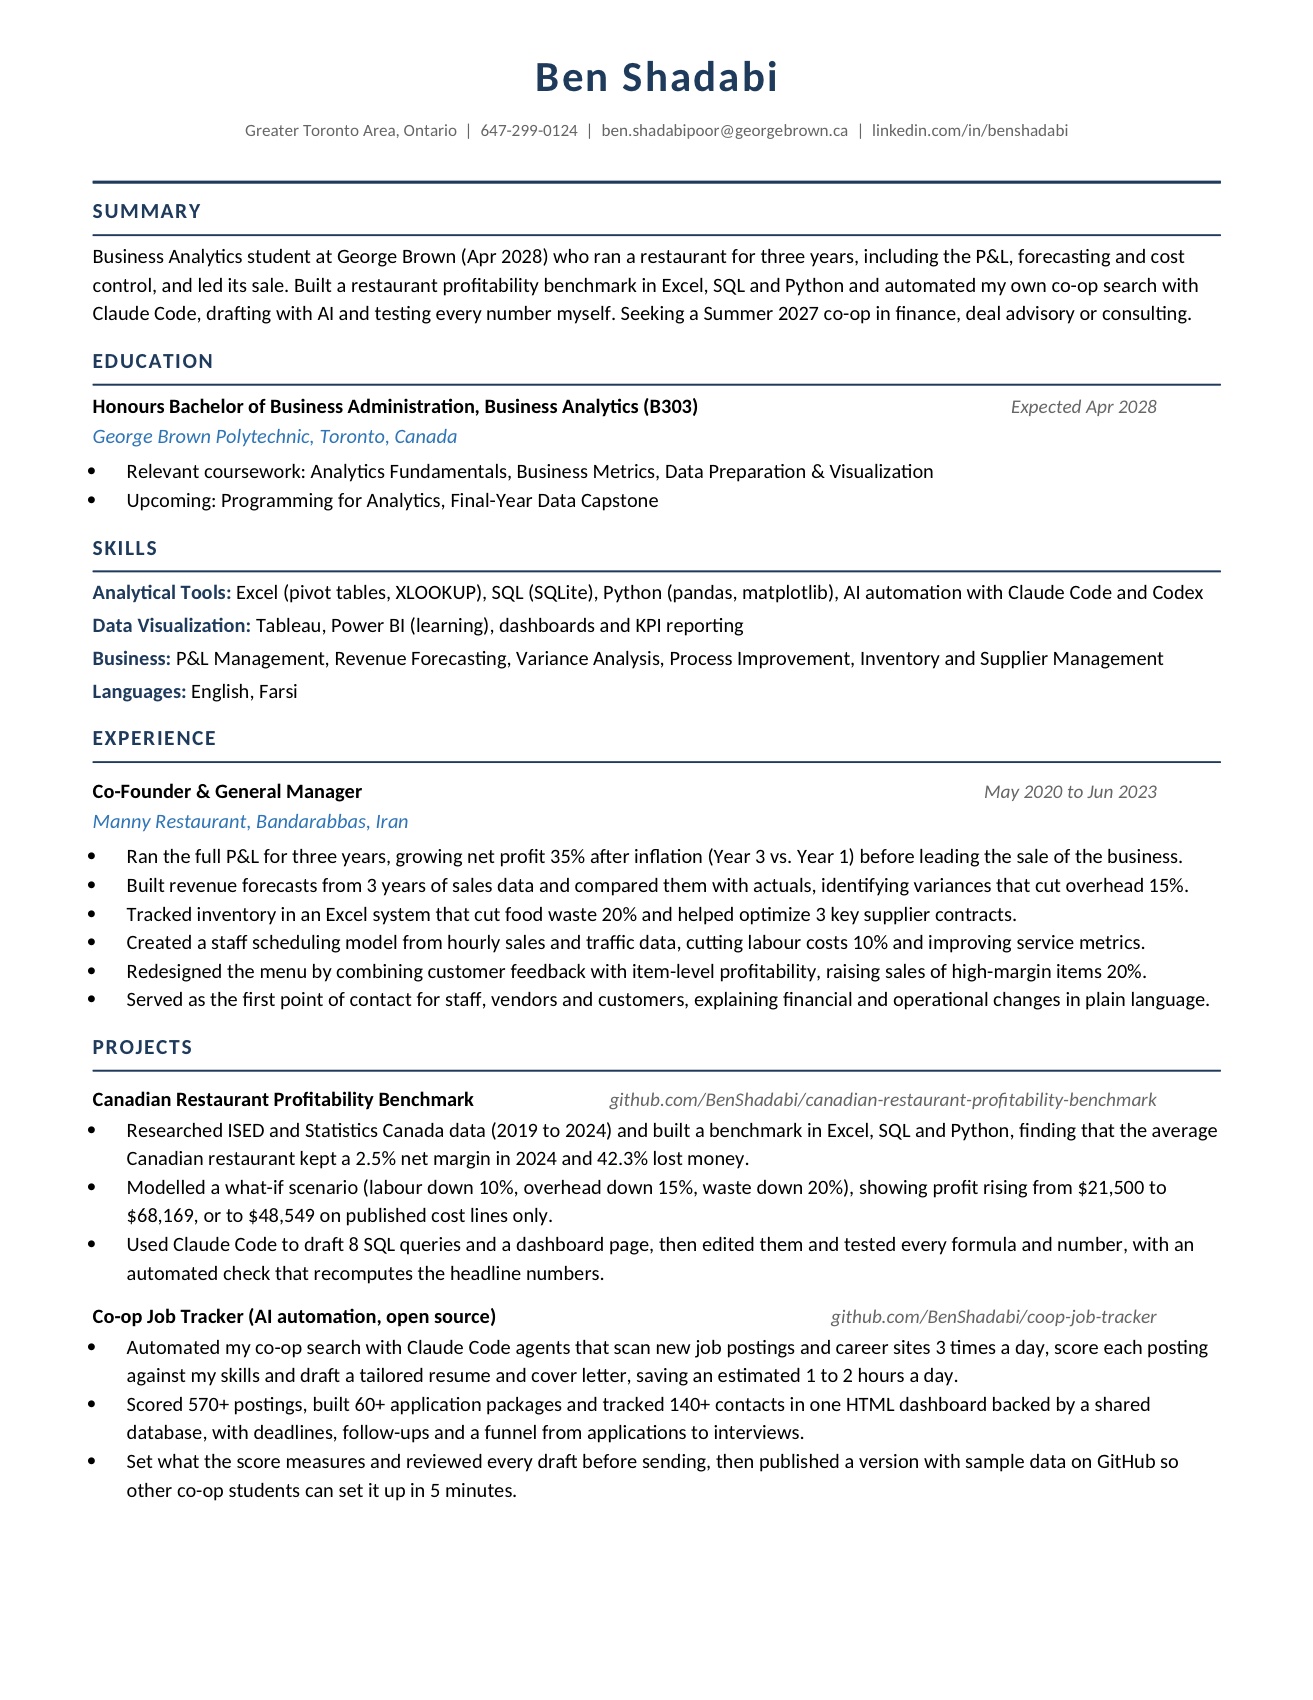 Ben Shadabi
Greater Toronto Area, Ontario | 647-299-0124 | ben.shadabipoor@georgebrown.ca | linkedin.com/in/benshadabi
SUMMARY
Business Analytics student at George Brown (Apr 2028) who ran a restaurant for three years, including the P&L, forecasting and cost
control, and led its sale. Built a restaurant profitability benchmark in Excel, SQL and Python and automated my own co-op search with
Claude Code, drafting with AI and testing every number myself. Seeking a Summer 2027 co-op in finance, deal advisory or consulting.
EDUCATION
Honours Bachelor of Business Administration, Business Analytics (B303) Expected Apr 2028
George Brown Polytechnic, Toronto, Canada
• Relevant coursework: Analytics Fundamentals, Business Metrics, Data Preparation & Visualization
• Upcoming: Programming for Analytics, Final-Year Data Capstone
SKILLS
Analytical Tools: Excel (pivot tables, XLOOKUP), SQL (SQLite), Python (pandas, matplotlib), AI automation with Claude Code and Codex
Data Visualization: Tableau, Power BI (learning), dashboards and KPI reporting
Business: P&L Management, Revenue Forecasting, Variance Analysis, Process Improvement, Inventory and Supplier Management
Languages: English, Farsi
EXPERIENCE
Co-Founder & General Manager May 2020 to Jun 2023
Manny Restaurant, Bandarabbas, Iran
• Ran the full P&L for three years, growing net profit 35% after inflation (Year 3 vs. Year 1) before leading the sale of the business.
• Built revenue forecasts from 3 years of sales data and compared them with actuals, identifying variances that cut overhead 15%.
• Tracked inventory in an Excel system that cut food waste 20% and helped optimize 3 key supplier contracts.
• Created a staff scheduling model from hourly sales and traffic data, cutting labour costs 10% and improving service metrics.
• Redesigned the menu by combining customer feedback with item-level profitability, raising sales of high-margin items 20%.
• Served as the first point of contact for staff, vendors and customers, explaining financial and operational changes in plain language.
PROJECTS
Canadian Restaurant Profitability Benchmark github.com/BenShadabi/canadian-restaurant-profitability-benchmark
• Researched ISED and Statistics Canada data (2019 to 2024) and built a benchmark in Excel, SQL and Python, finding that the average
Canadian restaurant kept a 2.5% net margin in 2024 and 42.3% lost money.
• Modelled a what-if scenario (labour down 10%, overhead down 15%, waste down 20%), showing profit rising from $21,500 to
$68,169, or to $48,549 on published cost lines only.
• Used Claude Code to draft 8 SQL queries and a dashboard page, then edited them and tested every formula and number, with an
automated check that recomputes the headline numbers.
Co-op Job Tracker (AI automation, open source) github.com/BenShadabi/coop-job-tracker
• Automated my co-op search with Claude Code agents that scan new job postings and career sites 3 times a day, score each posting
against my skills and draft a tailored resume and cover letter, saving an estimated 1 to 2 hours a day.
• Scored 570+ postings, built 60+ application packages and tracked 140+ contacts in one HTML dashboard backed by a shared
database, with deadlines, follow-ups and a funnel from applications to interviews.
• Set what the score measures and reviewed every draft before sending, then published a version with sample data on GitHub so
other co-op students can set it up in 5 minutes.